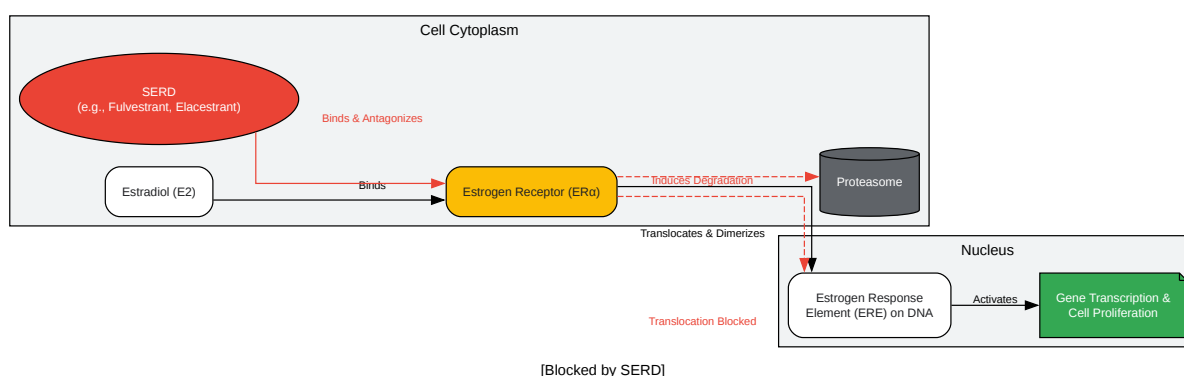 Cell Cytoplasm
SERD
(e.g., Fulvestrant, Elacestrant)
Binds & Antagonizes
Estradiol (E2)
Binds
Estrogen Receptor (ERα)
Induces Degradation
Proteasome
Translocates & Dimerizes
Nucleus
Estrogen Response
Element (ERE) on DNA
Activates
Gene Transcription &
Cell Proliferation
Translocation Blocked
[Blocked by SERD]